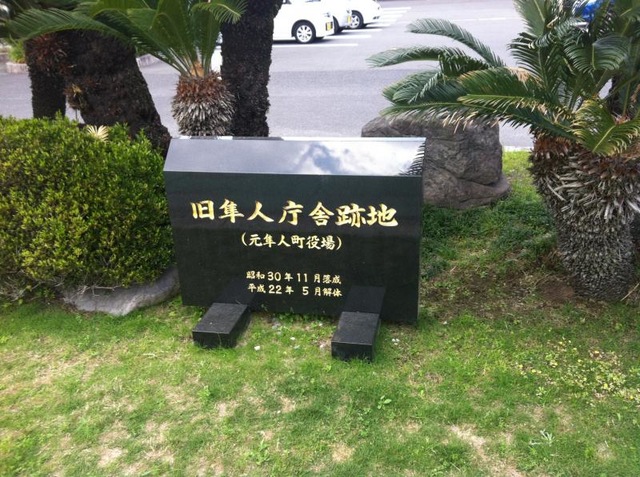 旧隼人庁舎跡地
(元隼人町役場)
昭和30年11月落成
平成22年 5月解体